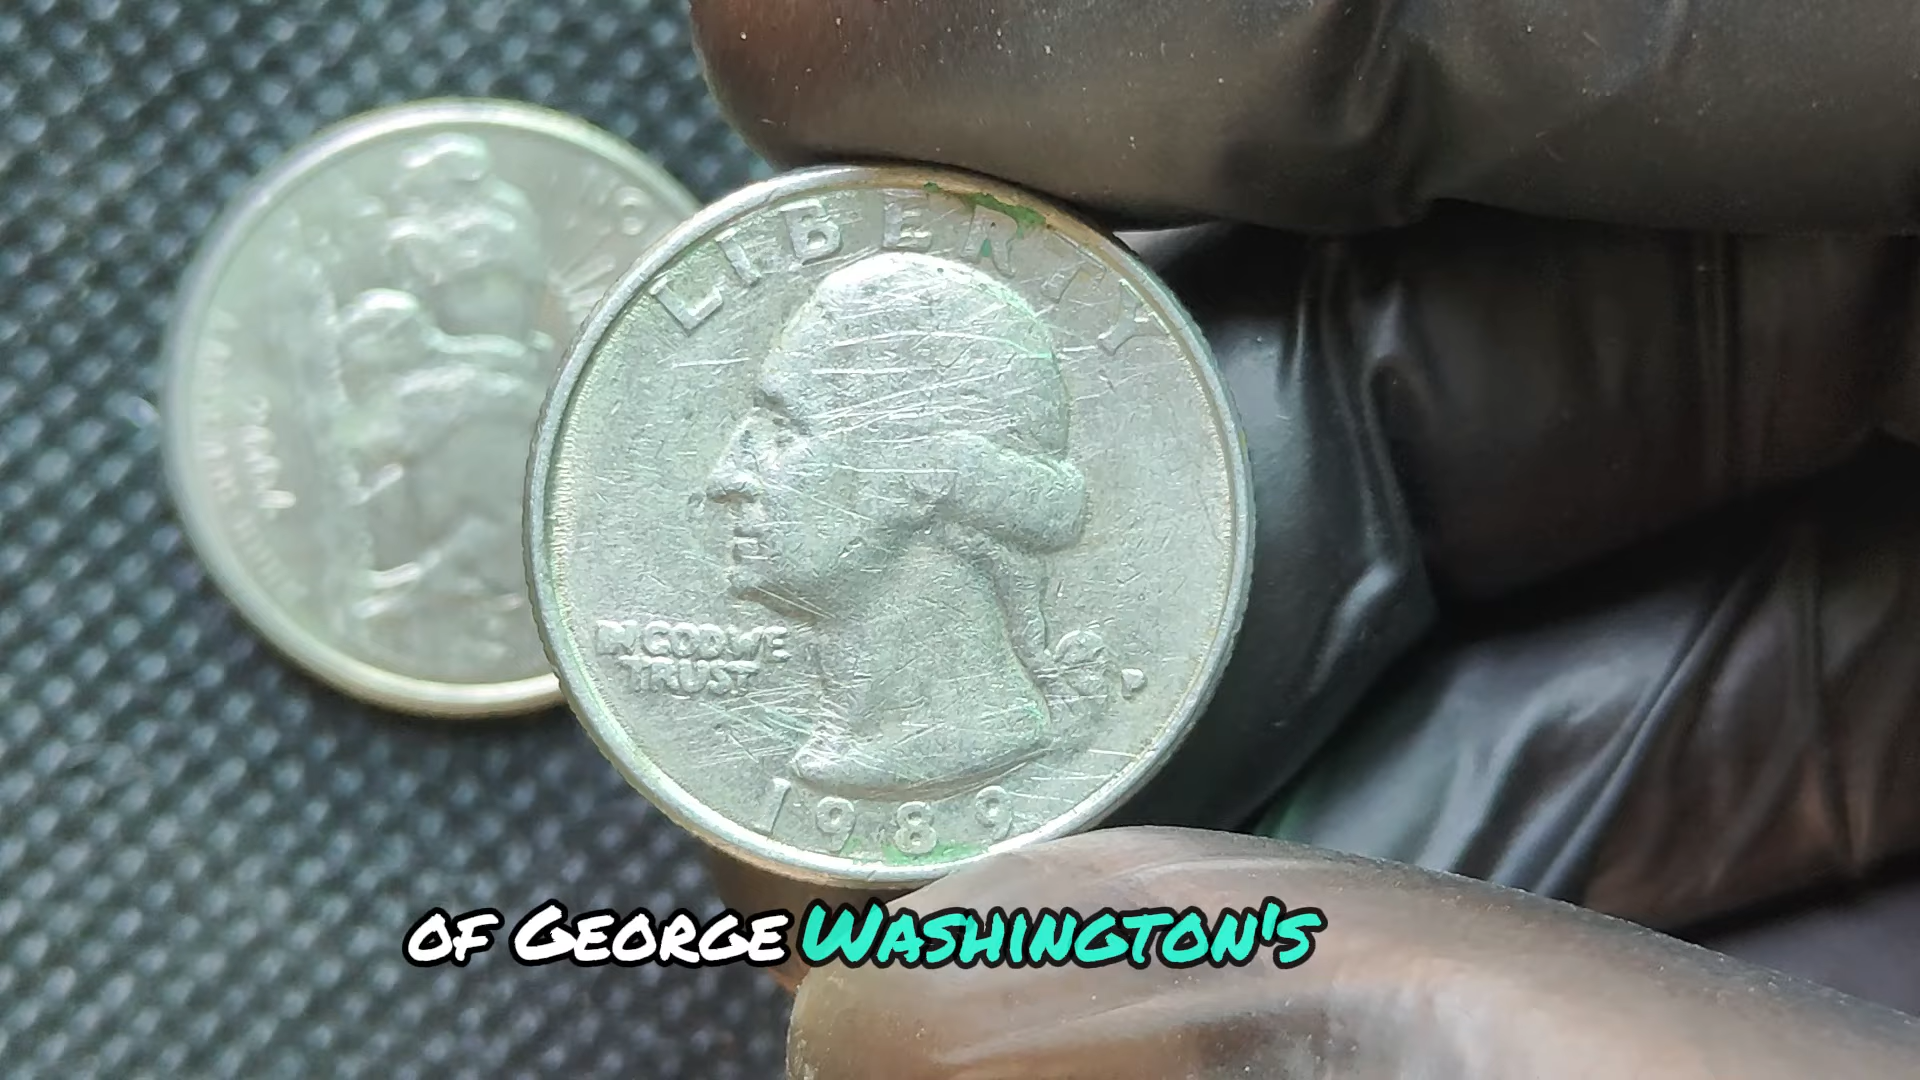 LIBERTY
IN GOD WE
TRUST
P
1989
OF GEORGE WASHINGTON'S